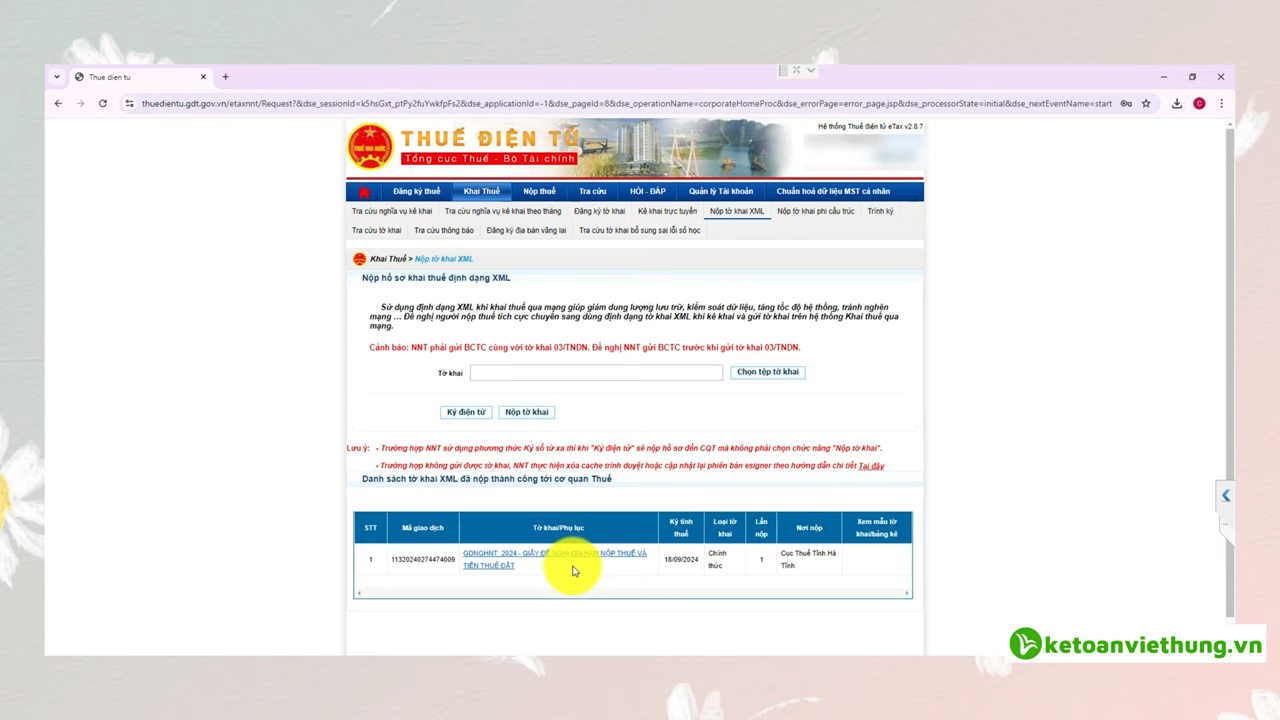 Thue dien tu
thuedientu.gdt.gov.vn/etaxnnt/Request?&dse_sessionId=k5hsGxt_ptPy2fuYwkfpFs2&dse_applicationId=-1&dse_pageId=8&dse_operationName=corporateHomeProc&dse_errorPage=error_page.jsp&dse_processorState=initial&dse_nextEventName=start
C
Hệ thống Thuế điện tử eTax v2.8.7
THUẾ NHÀ NƯỚC
THUẾ ĐIỆN TỬ
Tổng cục Thuế - Bộ Tài chính
Đăng ký thuế Khai Thuế Nộp thuế Tra cứu HỎI - ĐÁP Quản lý Tài khoản Chuẩn hoá dữ liệu MST cá nhân
Tra cứu nghĩa vụ kê khai Tra cứu nghĩa vụ kê khai theo tháng Đăng ký tờ khai Kê khai trực tuyến Nộp tờ khai XML Nộp tờ khai phi cấu trúc Trình ký
Tra cứu tờ khai Tra cứu thông báo Đăng ký địa bàn vãng lai Tra cứu tờ khai bổ sung sai lỗi số học
Khai Thuế > Nộp tờ khai XML
Nộp hồ sơ khai thuế định dạng XML
Sử dụng định dạng XML khi khai thuế qua mạng giúp giảm dung lượng lưu trữ, kiểm soát dữ liệu, tăng tốc độ hệ thống, tránh nghẽn
mạng ... Đề nghị người nộp thuế tích cực chuyển sang dùng định dạng tờ khai XML khi kê khai và gửi tờ khai trên hệ thống Khai thuế qua
mạng.
Cảnh báo: NNT phải gửi BCTC cùng với tờ khai 03/TNDN. Đề nghị NNT gửi BCTC trước khi gửi tờ khai 03/TNDN.
Tờ khai
Chọn tệp tờ khai
Ký điện tử Nộp tờ khai
Lưu ý: - Trường hợp NNT sử dụng phương thức Ký số từ xa thì khi "Ký điện tử" sẽ nộp hồ sơ đến CQT mà không phải chọn chức năng "Nộp tờ khai".
- Trường hợp không gửi được tờ khai, NNT thực hiện xóa cache trình duyệt hoặc cập nhật lại phiên bản esigner theo hướng dẫn chi tiết Tại đây
Danh sách tờ khai XML đã nộp thành công tới cơ quan Thuế
STT Mã giao dịch Tờ khai/Phụ lục Kỳ tính thuế Loại tờ khai Lần nộp Nơi nộp Xem mẫu tờ khai/bảng kê
1 11320240274474009 GDNGHNT_2024 - GIẤY ĐỀ NGHỊ GIA HẠN NỘP THUẾ VÀ TIỀN THUÊ ĐẤT 18/09/2024 Chính thức 1 Cục Thuế Tỉnh Hà Tĩnh
ketoanviethung.vn